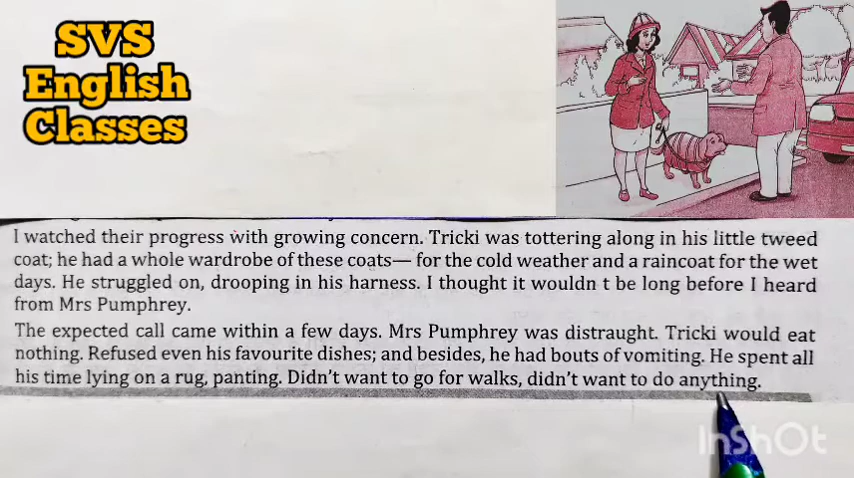 SVS
English
Classes
I watched their progress with growing concern. Tricki was tottering along in his little tweed
coat; he had a whole wardrobe of these coats— for the cold weather and a raincoat for the wet
days. He struggled on, drooping in his harness. I thought it wouldn t be long before I heard
from Mrs Pumphrey.
The expected call came within a few days. Mrs Pumphrey was distraught. Tricki would eat
nothing. Refused even his favourite dishes; and besides, he had bouts of vomiting. He spent all
his time lying on a rug, panting. Didn't want to go for walks, didn't want to do anything.
InShOt